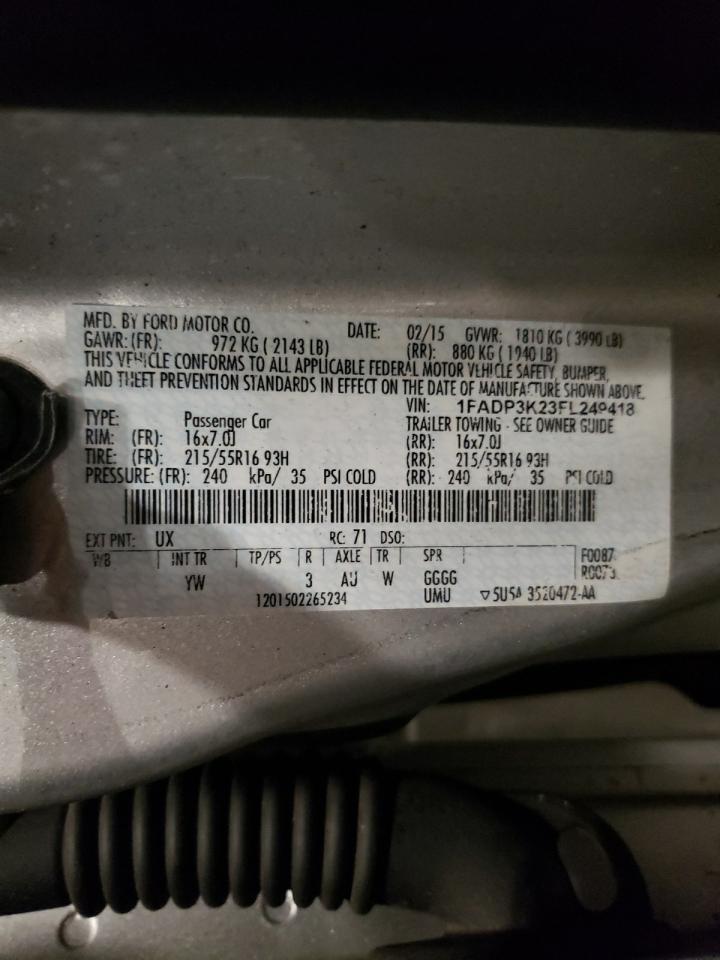 MFD. BY FORD MOTOR CO. DATE: 02/15 GVWR: 1810 KG ( 3990 LB)
GAWR: (FR): 972 KG ( 2143 LB) (RR): 880 KG ( 1940 LB)
THIS VEHICLE CONFORMS TO ALL APPLICABLE FEDERAL MOTOR VEHICLE SAFETY, BUMPER,
AND THEFT PREVENTION STANDARDS IN EFFECT ON THE DATE OF MANUFACTURE SHOWN ABOVE.
VIN: 1FADP3K23FL249418
TYPE: Passenger Car TRAILER TOWING - SEE OWNER GUIDE
RIM: (FR): 16x7.0J (RR): 16x7.0J
TIRE: (FR): 215/55R16 93H (RR): 215/55R16 93H
PRESSURE: (FR): 240 kPa/ 35 PSI COLD (RR): 240 kPa/ 35 PSI COLD
EXT PNT: UX RC: 71 DSO:
WB INT TR TP/PS R AXLE TR SPR F0087
YW 3 AU W GGGG
1201502265234 UMU ▽ 5U5A 3520472-AA